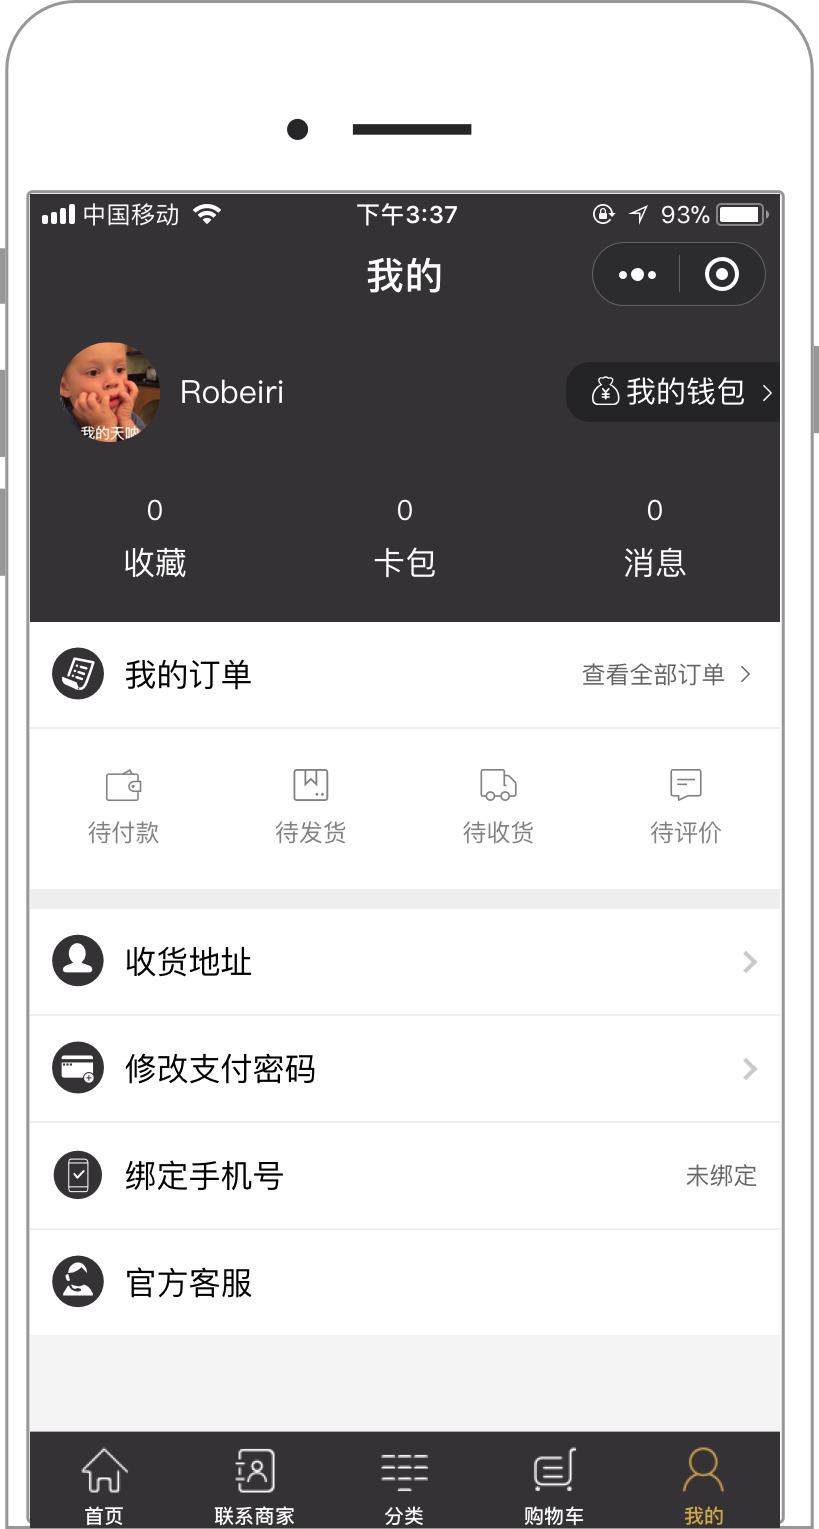 中国移动 下午3:37 93%
我的
Robeiri 我的钱包
我的天呐
0 0 0
收藏 卡包 消息
我的订单 查看全部订单
待付款 待发货 待收货 待评价
收货地址
修改支付密码
绑定手机号 未绑定
官方客服
首页 联系商家 分类 购物车 我的